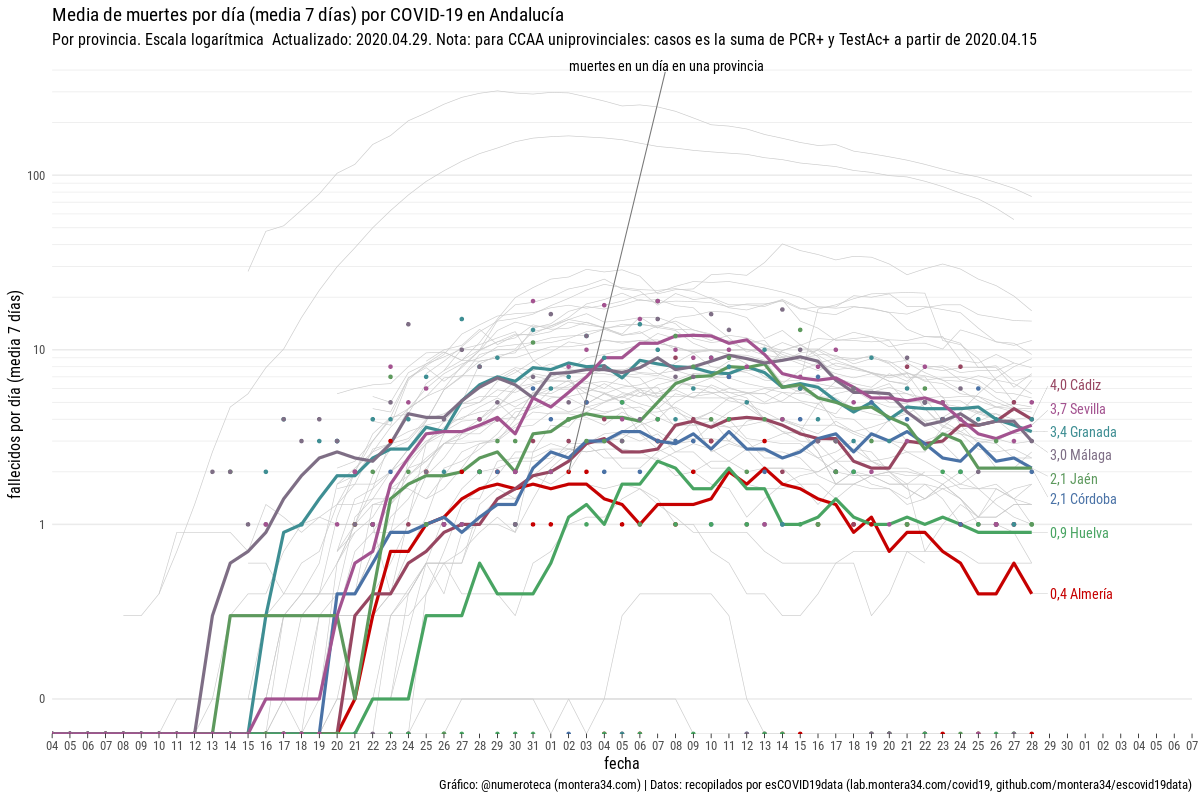 Media de muertes por día (media 7 días) por COVID-19 en Andalucía
Por provincia. Escala logarítmica  Actualizado: 2020.04.29. Nota: para CCAA uniprovinciales: casos es la suma de PCR+ y TestAc+ a partir de 2020.04.15
muertes en un día en una provincia
fallecidos por día (media  7 días)
100
10
1
0
4,0 Cádiz
3,7 Sevilla
3,4 Granada
3,0 Málaga
2,1 Jaén
2,1 Córdoba
0,9 Huelva
0,4 Almería
04 05 06 07 08 09 10 11 12 13 14 15 16 17 18 19 20 21 22 23 24 25 26 27 28 29 30 31 01 02 03 04 05 06 07 08 09 10 11 12 13 14 15 16 17 18 19 20 21 22 23 24 25 26 27 28 29 30 01 02 03 04 05 06 07
fecha
Gráfico: @numeroteca (montera34.com) | Datos: recopilados por esCOVID19data (lab.montera34.com/covid19, github.com/montera34/escovid19data)